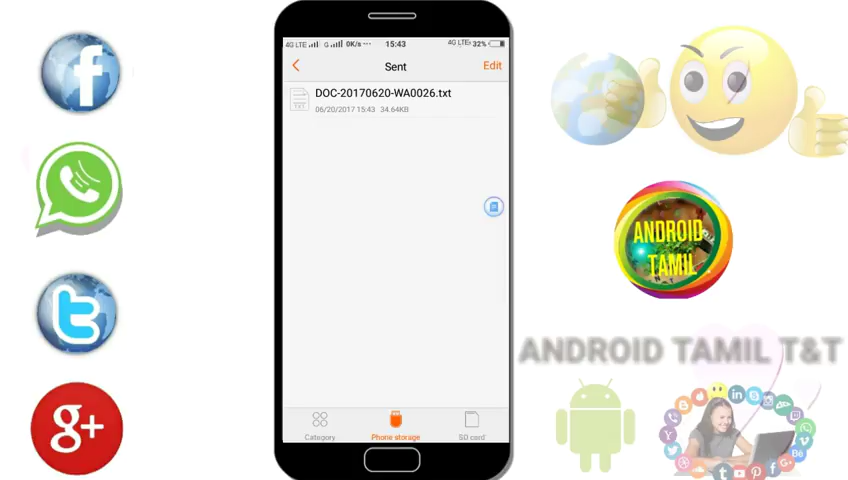 4G LTE G 0K/s ··· 15:43 4G LTE 32%
Sent
Edit
DOC-20170620-WA0026.txt
06/20/2017 15:43 34.64KB
TXT
Category
Phone storage
SD card
f
t
g+
ANDROID
TAMIL
ANDROID TAMIL T&T